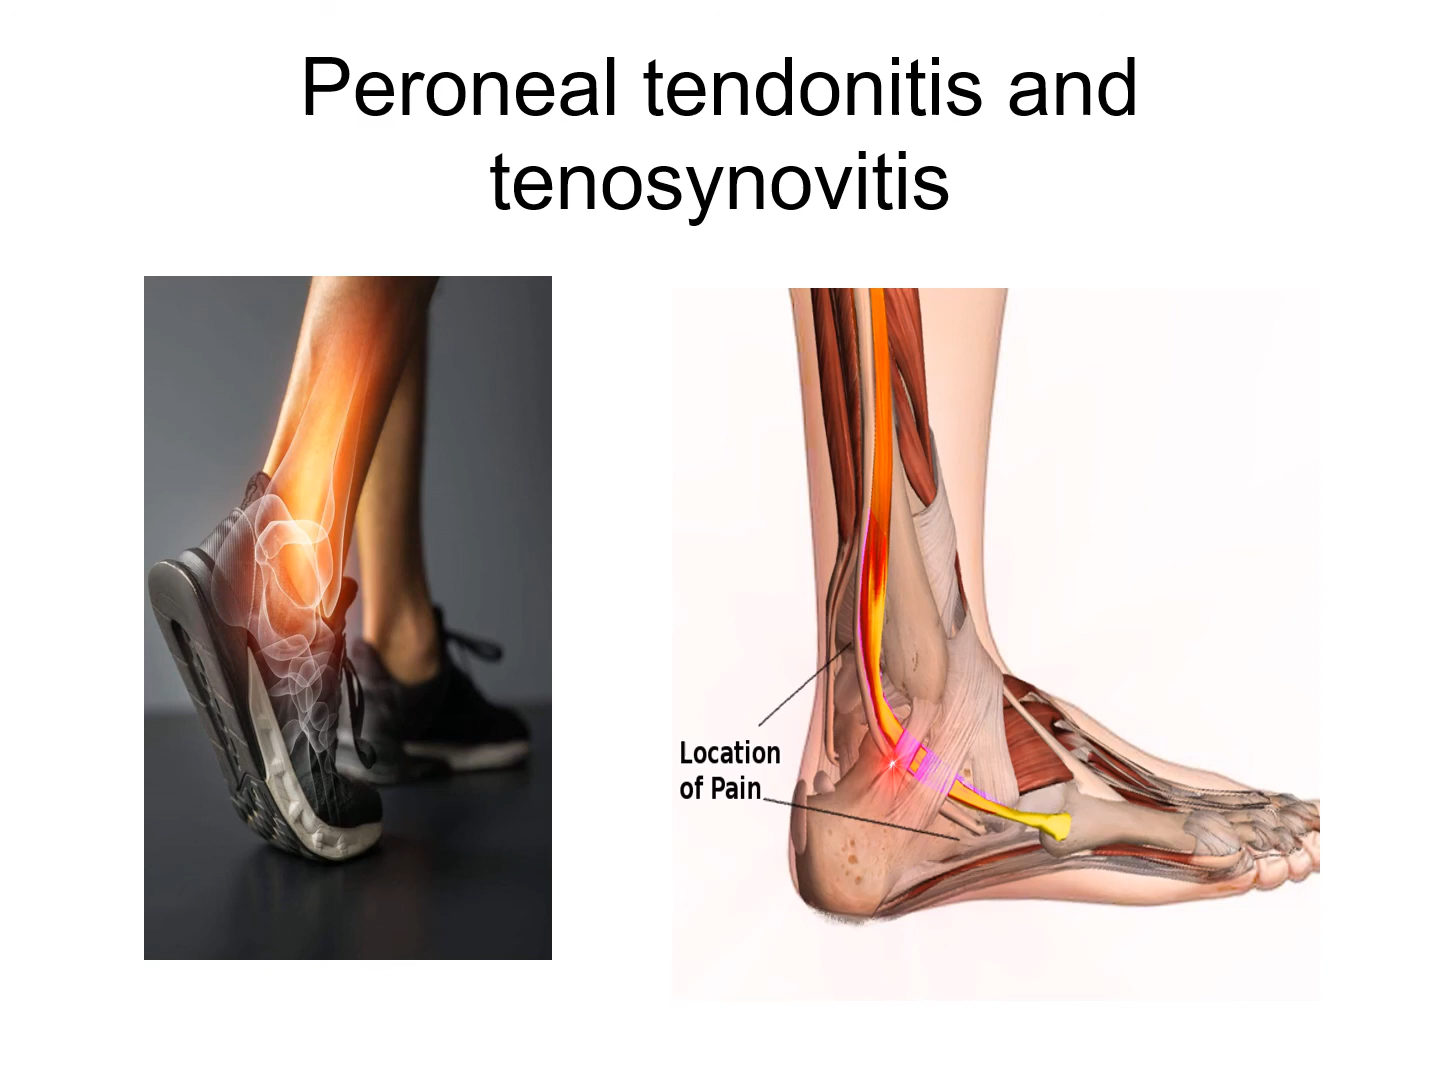 Peroneal tendonitis and
tenosynovitis
Location
of Pain